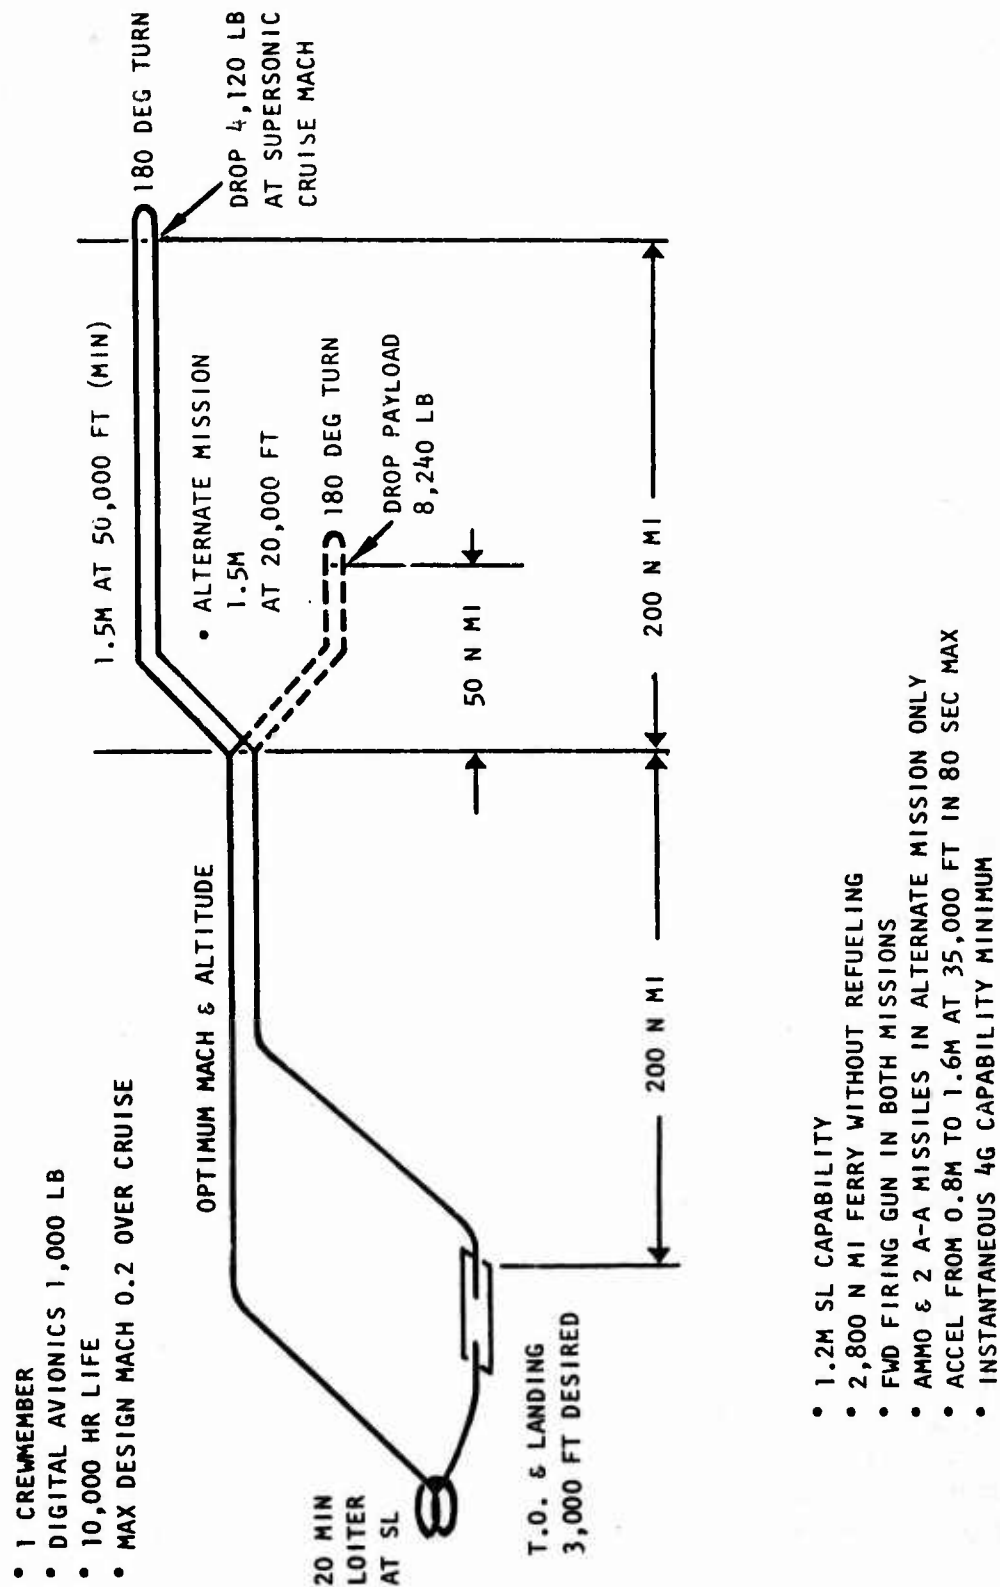 • 1 CREWMEMBER
• DIGITAL AVIONICS 1,000 LB
• 10,000 HR LIFE
• MAX DESIGN MACH 0.2 OVER CRUISE
1.5M AT 50,000 FT (MIN)
180 DEG TURN
DROP 4,120 LB
AT SUPERSONIC
CRUISE MACH
• ALTERNATE MISSION
1.5M
AT 20,000 FT
180 DEG TURN
DROP PAYLOAD
8,240 LB
OPTIMUM MACH & ALTITUDE
50 N MI
20 MIN
LOITER
AT SL
T.O. & LANDING
3,000 FT DESIRED
200 N MI
200 N MI
• 1.2M SL CAPABILITY
• 2,800 N MI FERRY WITHOUT REFUELING
• FWD FIRING GUN IN BOTH MISSIONS
• AMMO & 2 A-A MISSILES IN ALTERNATE MISSION ONLY
• ACCEL FROM 0.8M TO 1.6M AT 35,000 FT IN 80 SEC MAX
• INSTANTANEOUS 4G CAPABILITY MINIMUM